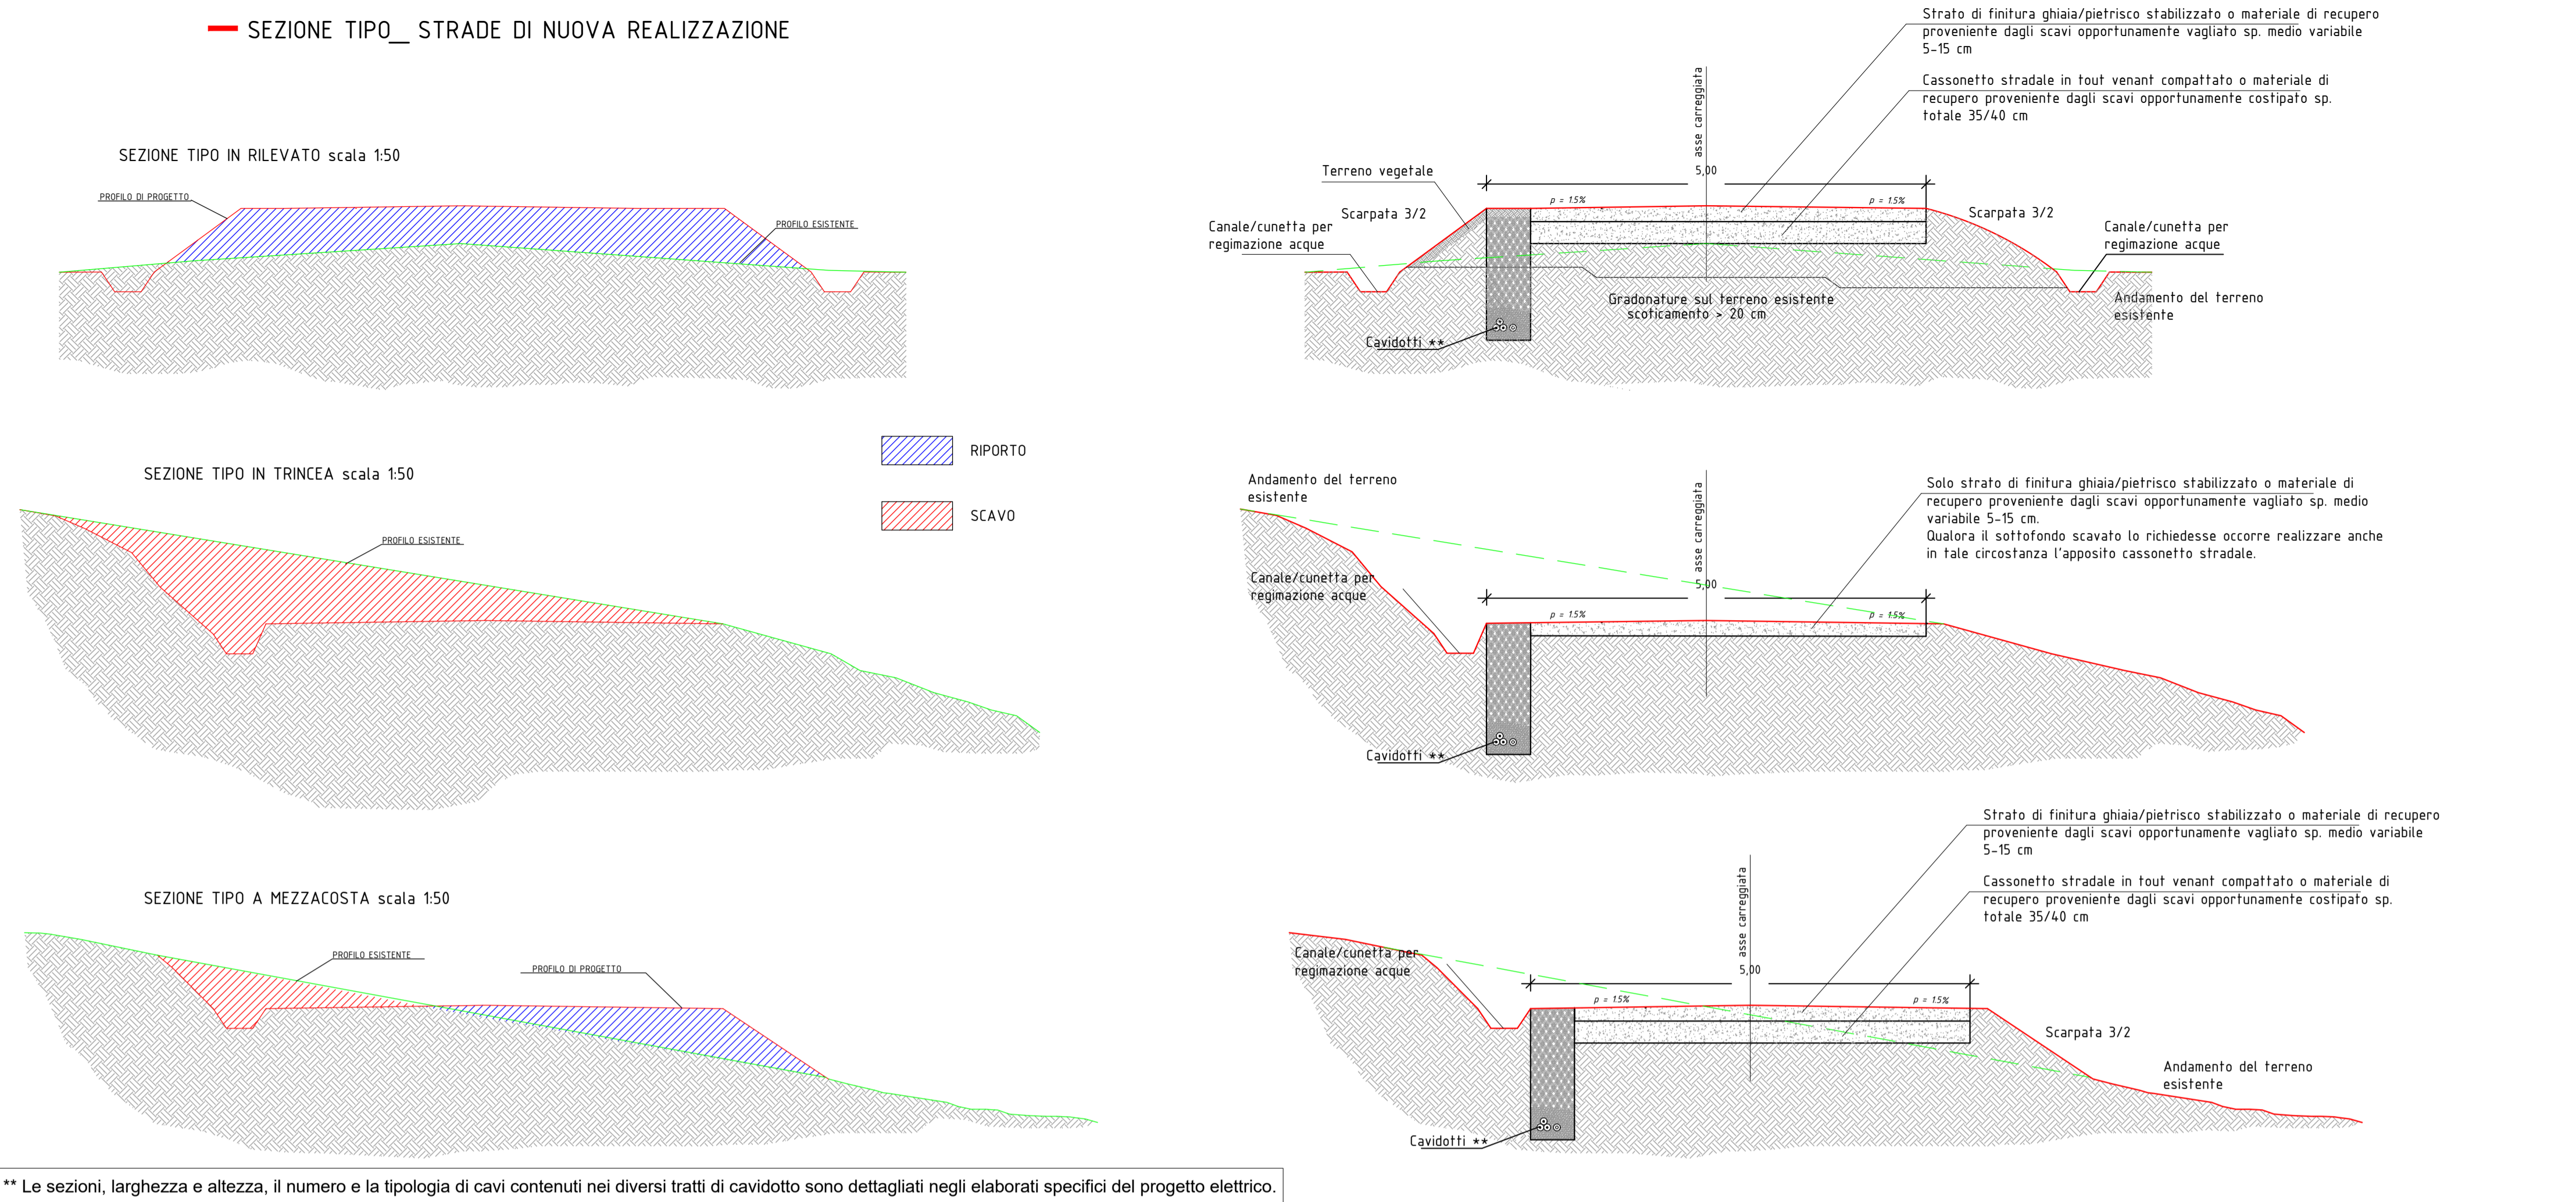 SEZIONE TIPO_ STRADE DI NUOVA REALIZZAZIONE
SEZIONE TIPO IN RILEVATO scala 1:50
PROFILO DI PROGETTO
PROFILO ESISTENTE
Strato di finitura ghiaia/pietrisco stabilizzato o materiale di recupero
proveniente dagli scavi opportunamente vagliato sp. medio variabile
5-15 cm
Cassonetto stradale in tout venant compattato o materiale di
recupero proveniente dagli scavi opportunamente costipato sp.
totale 35/40 cm
asse carreggiata
5,00
Terreno vegetale
Scarpata 3/2
p = 1.5%
p = 1.5%
Scarpata 3/2
Canale/cunetta per
regimazione acque
Canale/cunetta per
regimazione acque
Gradonature sul terreno esistente
scoticamento > 20 cm
Andamento del terreno
esistente
Cavidotti **
RIPORTO
SCAVO
SEZIONE TIPO IN TRINCEA scala 1:50
PROFILO ESISTENTE
Andamento del terreno
esistente
asse carreggiata
5,00
Solo strato di finitura ghiaia/pietrisco stabilizzato o materiale di
recupero proveniente dagli scavi opportunamente vagliato sp. medio
variabile 5-15 cm.
Qualora il sottofondo scavato lo richiedesse occorre realizzare anche
in tale circostanza l'apposito cassonetto stradale.
Canale/cunetta per
regimazione acque
p = 1.5%
p = 1.5%
Cavidotti **
SEZIONE TIPO A MEZZACOSTA scala 1:50
PROFILO ESISTENTE
PROFILO DI PROGETTO
Strato di finitura ghiaia/pietrisco stabilizzato o materiale di recupero
proveniente dagli scavi opportunamente vagliato sp. medio variabile
5-15 cm
Cassonetto stradale in tout venant compattato o materiale di
recupero proveniente dagli scavi opportunamente costipato sp.
totale 35/40 cm
asse carreggiata
5,00
Canale/cunetta per
regimazione acque
p = 1.5%
p = 1.5%
Scarpata 3/2
Andamento del terreno
esistente
Cavidotti **
** Le sezioni, larghezza e altezza, il numero e la tipologia di cavi contenuti nei diversi tratti di cavidotto sono dettagliati negli elaborati specifici del progetto elettrico.